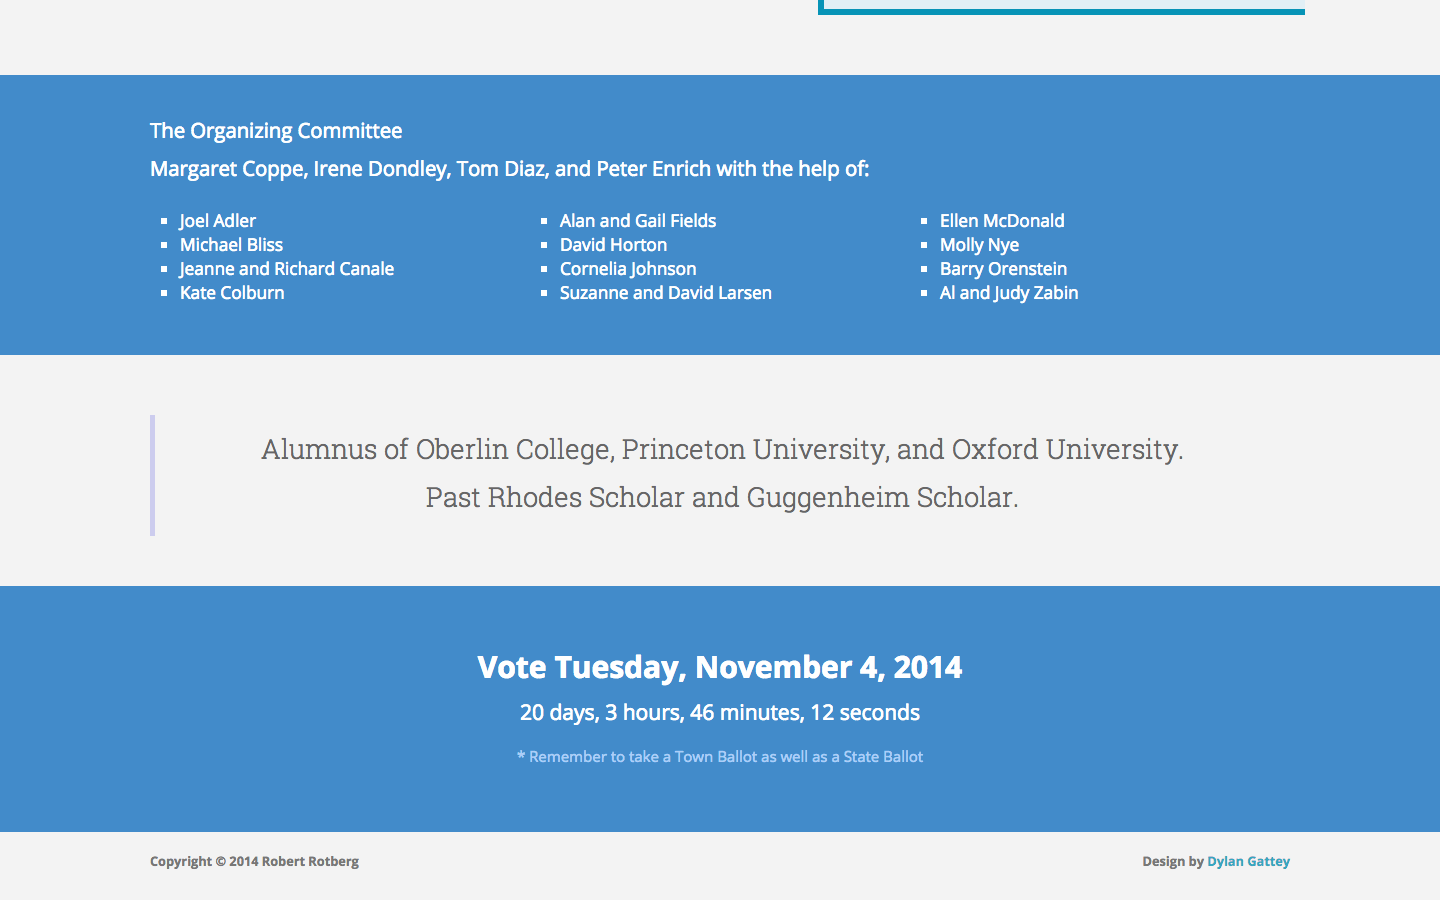 The Organizing Committee
Margaret Coppe, Irene Dondley, Tom Diaz, and Peter Enrich with the help of:
Joel Adler
Michael Bliss
Jeanne and Richard Canale
Kate Colburn
Alan and Gail Fields
David Horton
Cornelia Johnson
Suzanne and David Larsen
Ellen McDonald
Molly Nye
Barry Orenstein
Al and Judy Zabin
Alumnus of Oberlin College, Princeton University, and Oxford University.
Past Rhodes Scholar and Guggenheim Scholar.
Vote Tuesday, November 4, 2014
20 days, 3 hours, 46 minutes, 12 seconds
* Remember to take a Town Ballot as well as a State Ballot
Copyright © 2014 Robert Rotberg
Design by Dylan Gattey